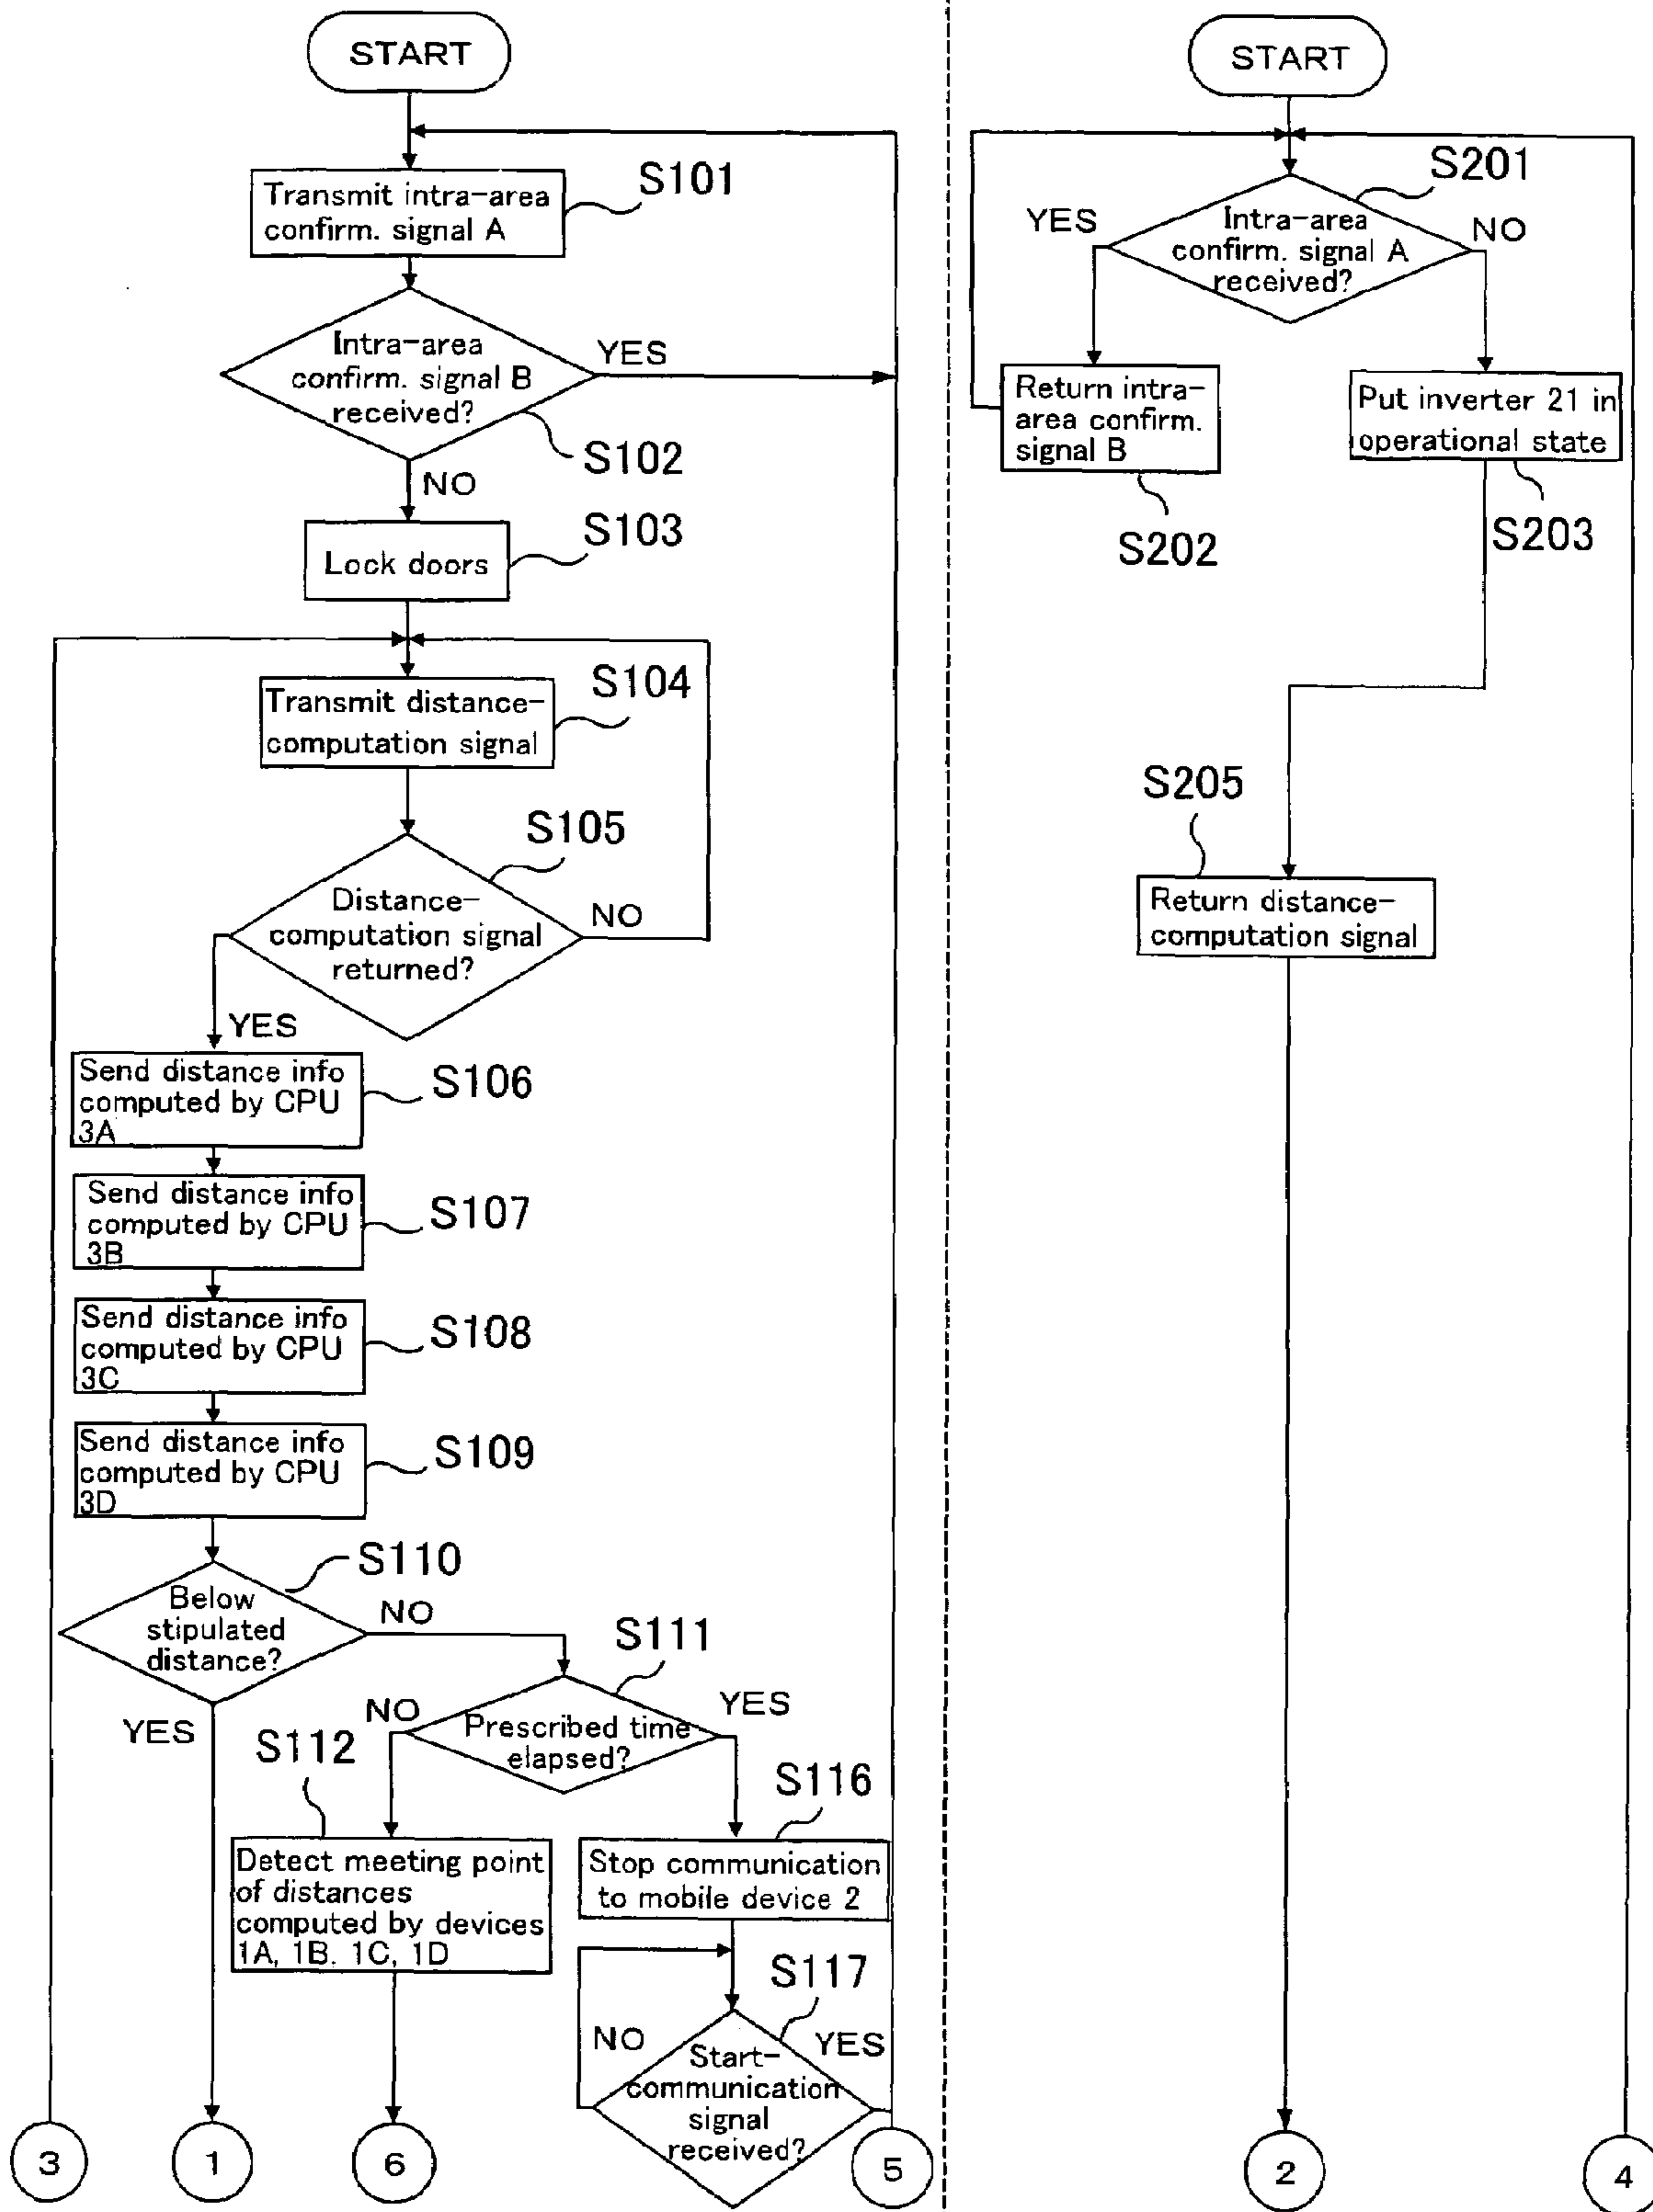 START
Transmit intra-area
confirm. signal A
S101
Intra-area
confirm. signal B
received?
YES
S102
NO
Lock doors
S103
Transmit distance-
computation signal
S104
S105
Distance-
computation signal
returned?
NO
YES
Send distance info
computed by CPU
3A
S106
Send distance info
computed by CPU
3B
S107
Send distance info
computed by CPU
3C
S108
Send distance info
computed by CPU
3D
S109
S110
Below
stipulated
distance?
NO
YES
S111
Prescribed time
elapsed?
NO
YES
S112
Detect meeting point
of distances
computed by devices
1A, 1B. 1C, 1D
S116
Stop communication
to mobile device 2
S117
Start-
communication
signal
received?
NO
YES
3
1
6
5
START
S201
Intra-area
confirm. signal A
received?
YES
NO
Return intra-
area confirm.
signal B
S202
Put inverter 21 in
operational state
S203
S205
Return distance-
computation signal
2
4